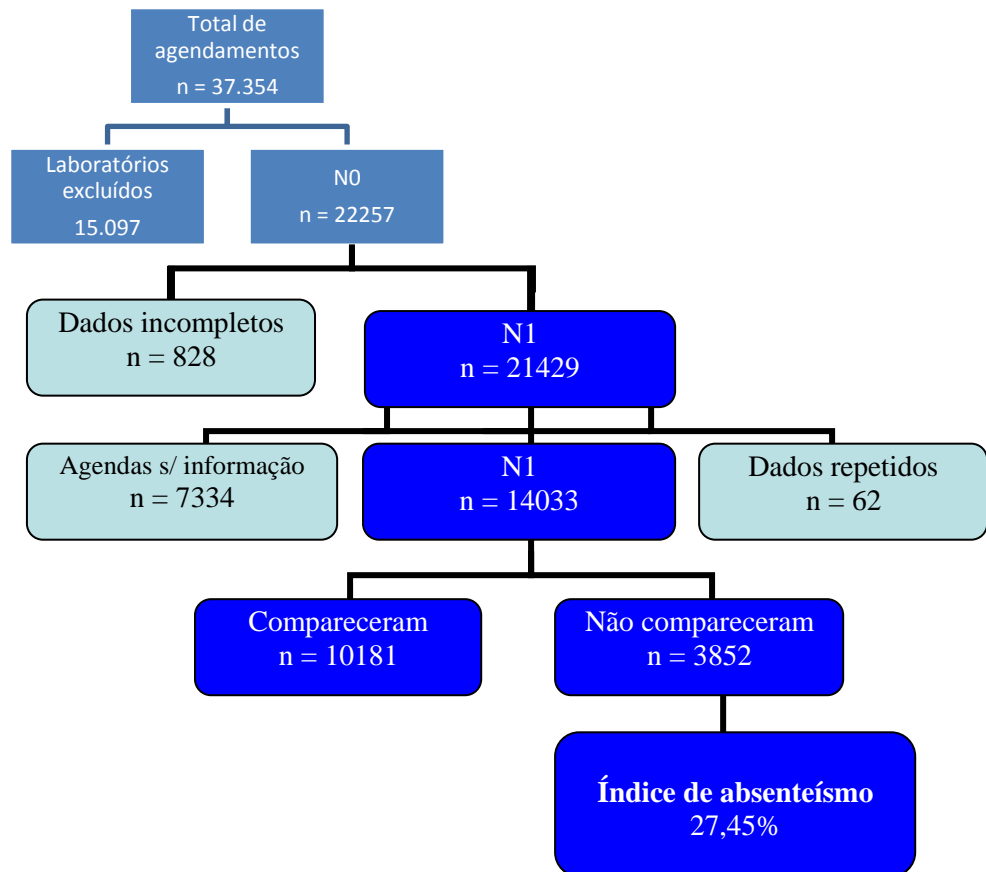 Total de
agendamentos
n = 37.354
Laboratórios
excluídos
15.097
N0
n = 22257
Dados incompletos
n = 828
N1
n = 21429
Agendas s/ informação
n = 7334
N1
n = 14033
Dados repetidos
n = 62
Compareceram
n = 10181
Não compareceram
n = 3852
Índice de absenteísmo
27,45%